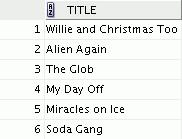 TITLE
1 Willie and Christmas Too
2 Alien Again
3 The Glob
4 My Day Off
5 Miracles on Ice
6 Soda Gang